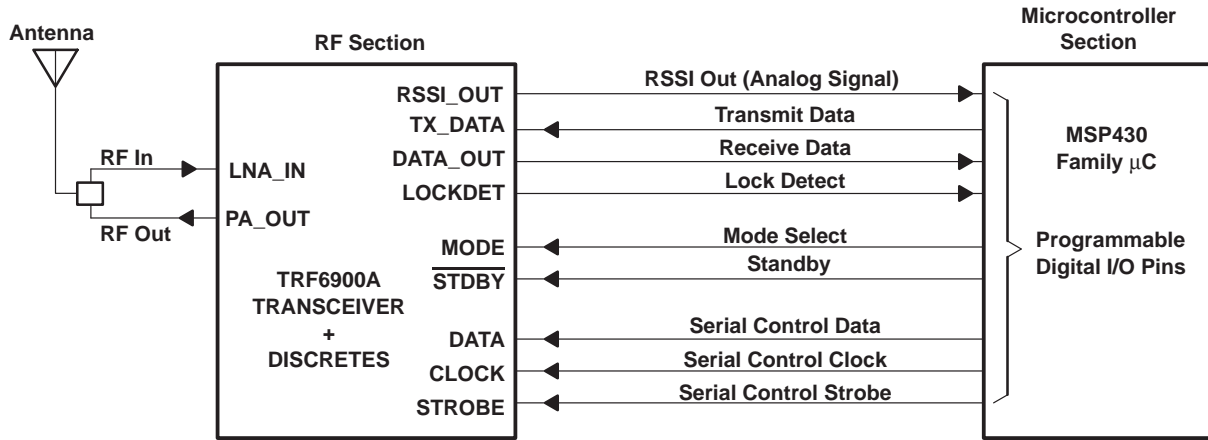 Antenna
RF Section
Microcontroller
Section
RSSI_OUT
RSSI Out (Analog Signal)
TX_DATA
Transmit Data
DATA_OUT
Receive Data
LOCKDET
Lock Detect
RF In
LNA_IN
RF Out
PA_OUT
MODE
Mode Select
STDBY
Standby
TRF6900A
TRANSCEIVER
+
DISCRETES
DATA
Serial Control Data
CLOCK
Serial Control Clock
STROBE
Serial Control Strobe
MSP430
Family μC
Programmable
Digital I/O Pins